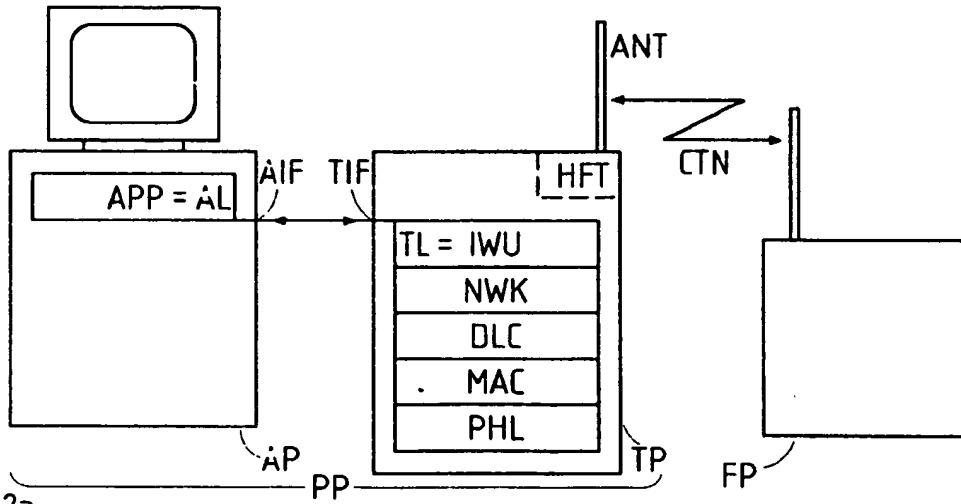 ANT
CTN
HFT
AIF TIF
APP = AL
TL = IWU
NWK
DLC
MAC
PHL
AP
TP
FP
PP